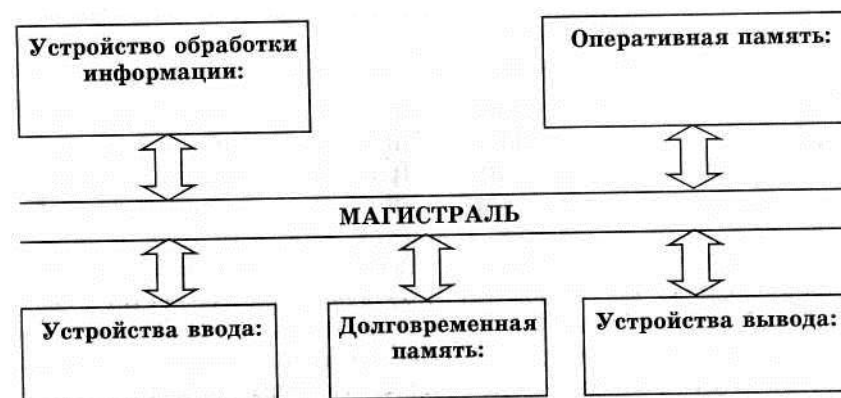 Устройство обработки
информации:
Оперативная память:
МАГИСТРАЛЬ
Устройства ввода:
Долговременная
память:
Устройства вывода: